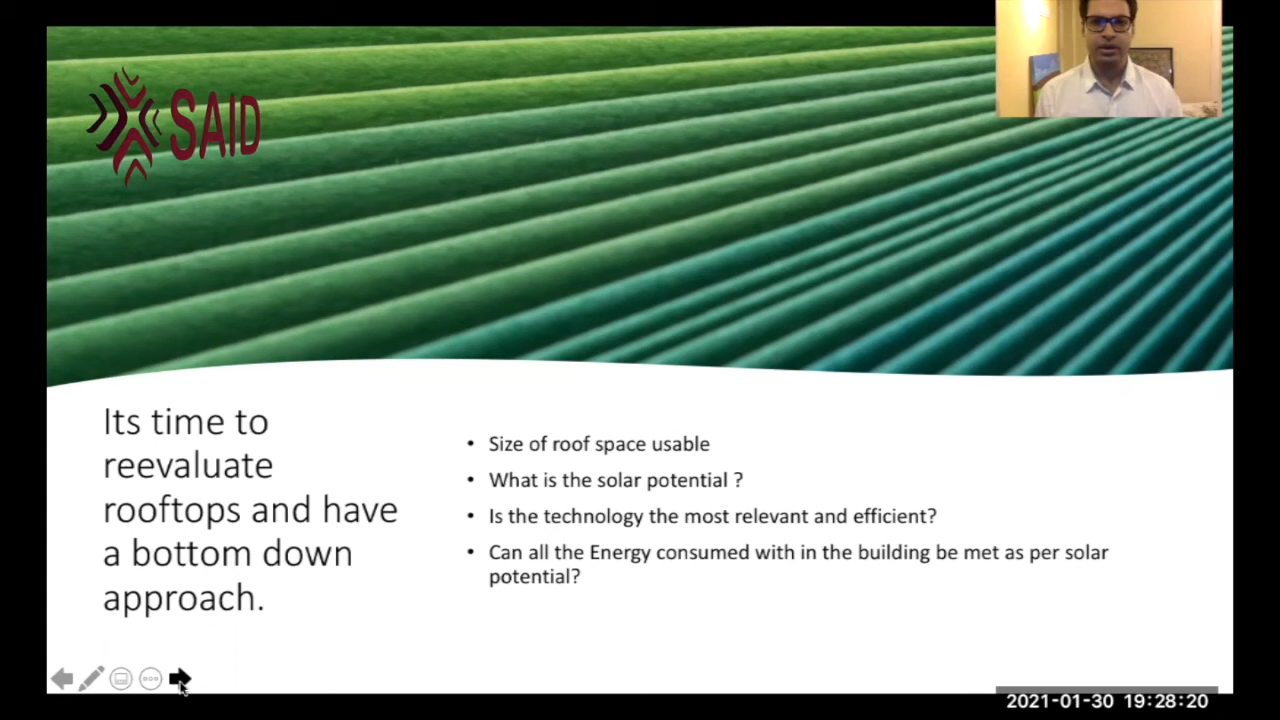 SAID
Its time to
reevaluate
rooftops and have
a bottom down
approach.
• Size of roof space usable
• What is the solar potential ?
• Is the technology the most relevant and efficient?
• Can all the Energy consumed with in the building be met as per solar
potential?
2021-01-30 19:28:20